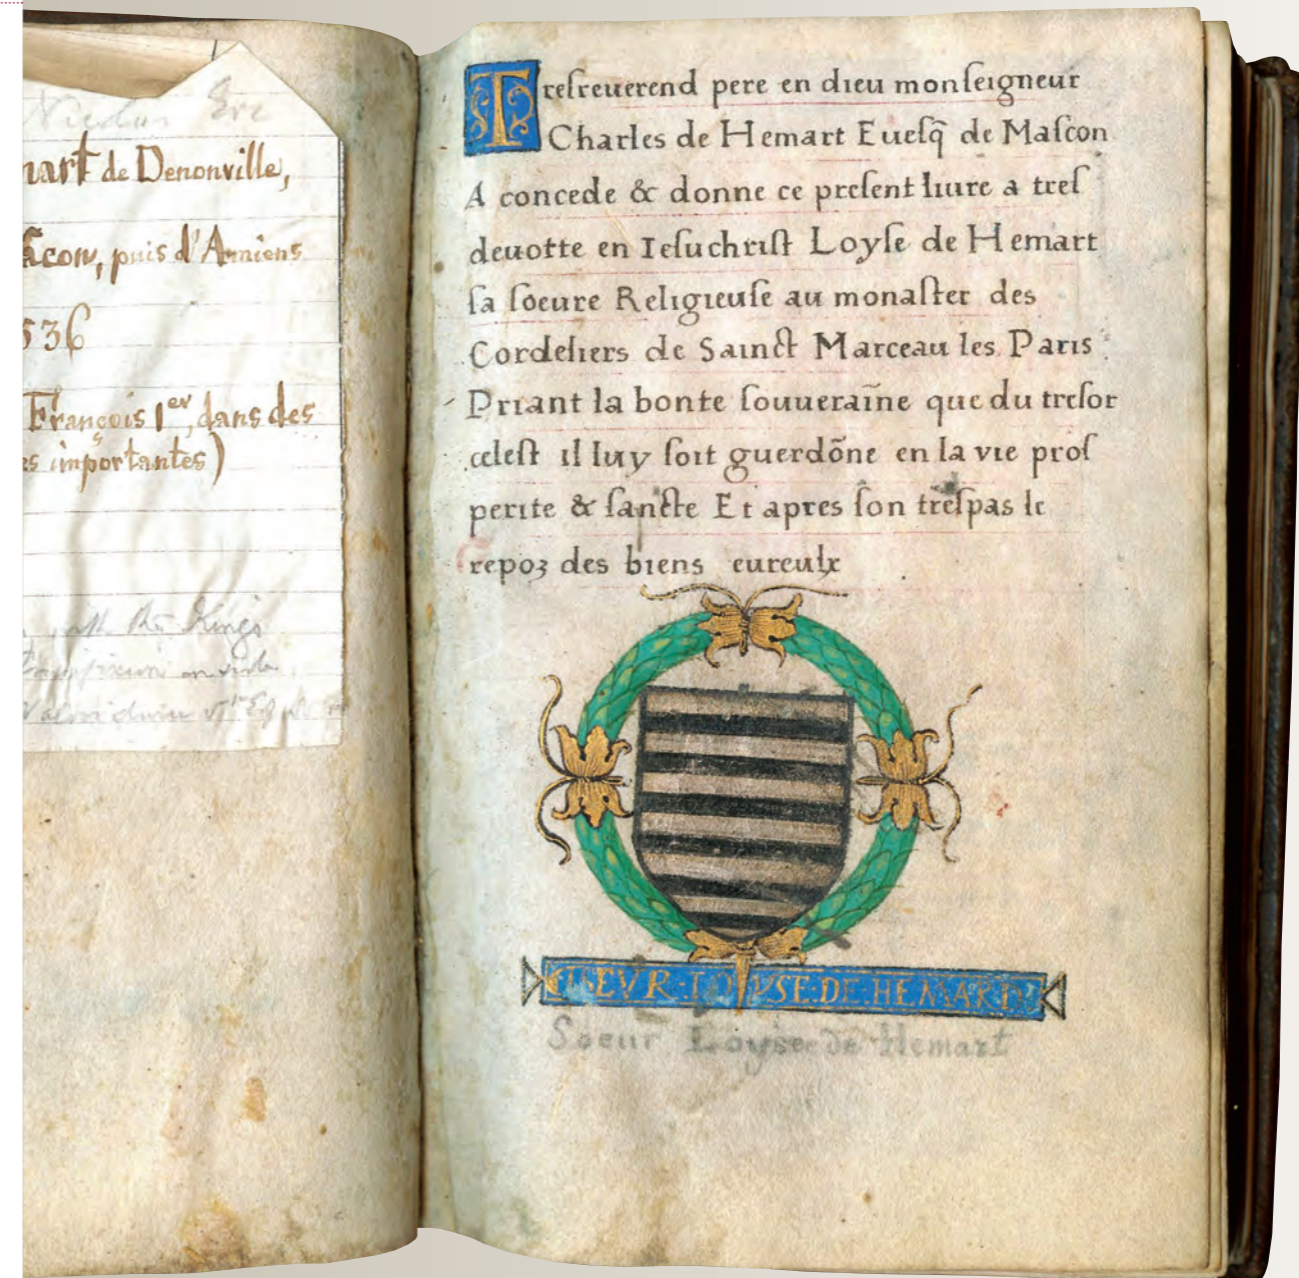 nart de Denonville,
âcon, puis d'Amiens
536
François Iᵉʳ, dans des
es importantes)
Treſreuerend pere en dieu monſeigneur
Charles de Hemart Eueſq̃ de Maſcon
A concede & donne ce preſent liure a treſ
deuotte en Ieſuchriſt Loyſe de Hemart
ſa ſoeure Religieuſe au monaſter des
Cordeliers de Sainct Marceau les Paris
Priant la bonte ſouueraine que du treſor
celeſt il luy ſoit guerdõne en la vie proſ
perite & ſancte Et apres ſon treſpas le
repoz des biens eureulx
SEVR·LOYSE·DE·HEMART
Soeur Loyse de Hemart